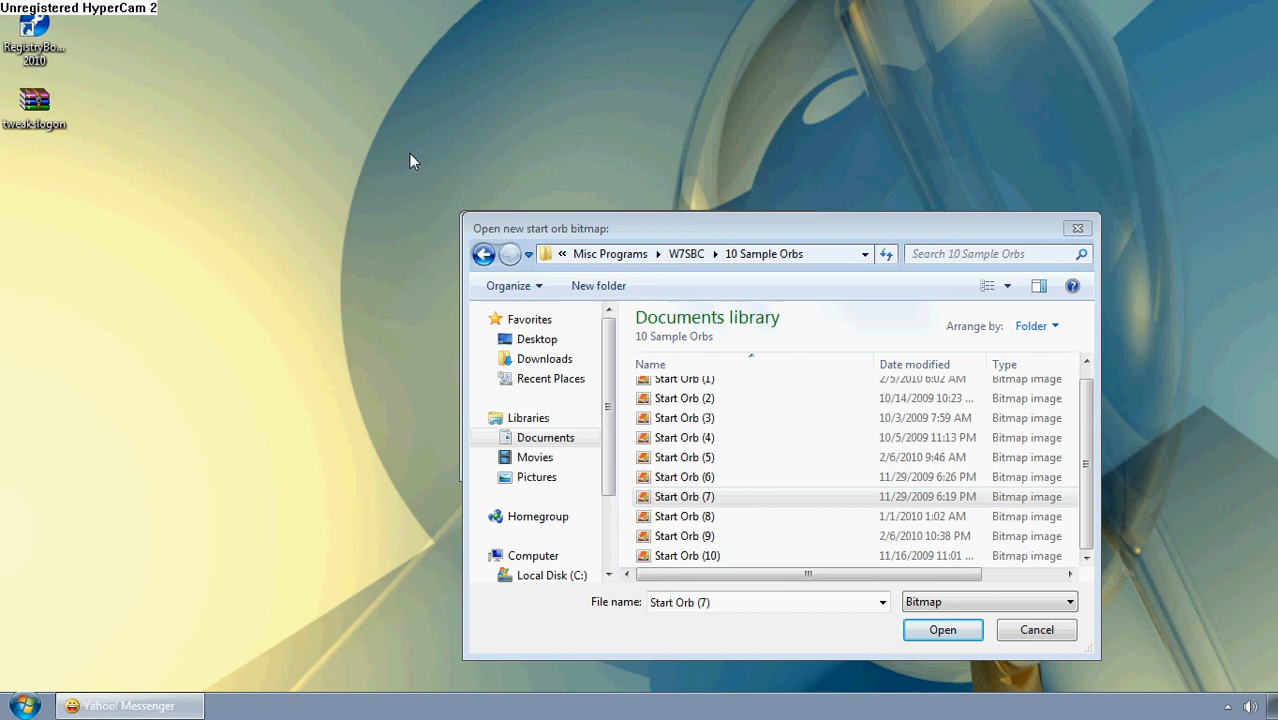 Unregistered HyperCam 2
RegistryBo...
2010
tweakslogon
Open new start orb bitmap:
« Misc Programs W7SBC 10 Sample Orbs
Search 10 Sample Orbs
Organize
New folder
Favorites
Desktop
Downloads
Recent Places
Libraries
Documents
Movies
Pictures
Homegroup
Computer
Local Disk (C:)
Documents library
10 Sample Orbs
Arrange by: Folder
Name Date modified Type
Start Orb (1) 2/5/2010 6:02 AM Bitmap image
Start Orb (2) 10/14/2009 10:23 ... Bitmap image
Start Orb (3) 10/3/2009 7:59 AM Bitmap image
Start Orb (4) 10/5/2009 11:13 PM Bitmap image
Start Orb (5) 2/6/2010 9:46 AM Bitmap image
Start Orb (6) 11/29/2009 6:26 PM Bitmap image
Start Orb (7) 11/29/2009 6:19 PM Bitmap image
Start Orb (8) 1/1/2010 1:02 AM Bitmap image
Start Orb (9) 2/6/2010 10:38 PM Bitmap image
Start Orb (10) 11/16/2009 11:01 ... Bitmap image
File name: Start Orb (7)
Bitmap
Open
Cancel
Yahoo! Messenger